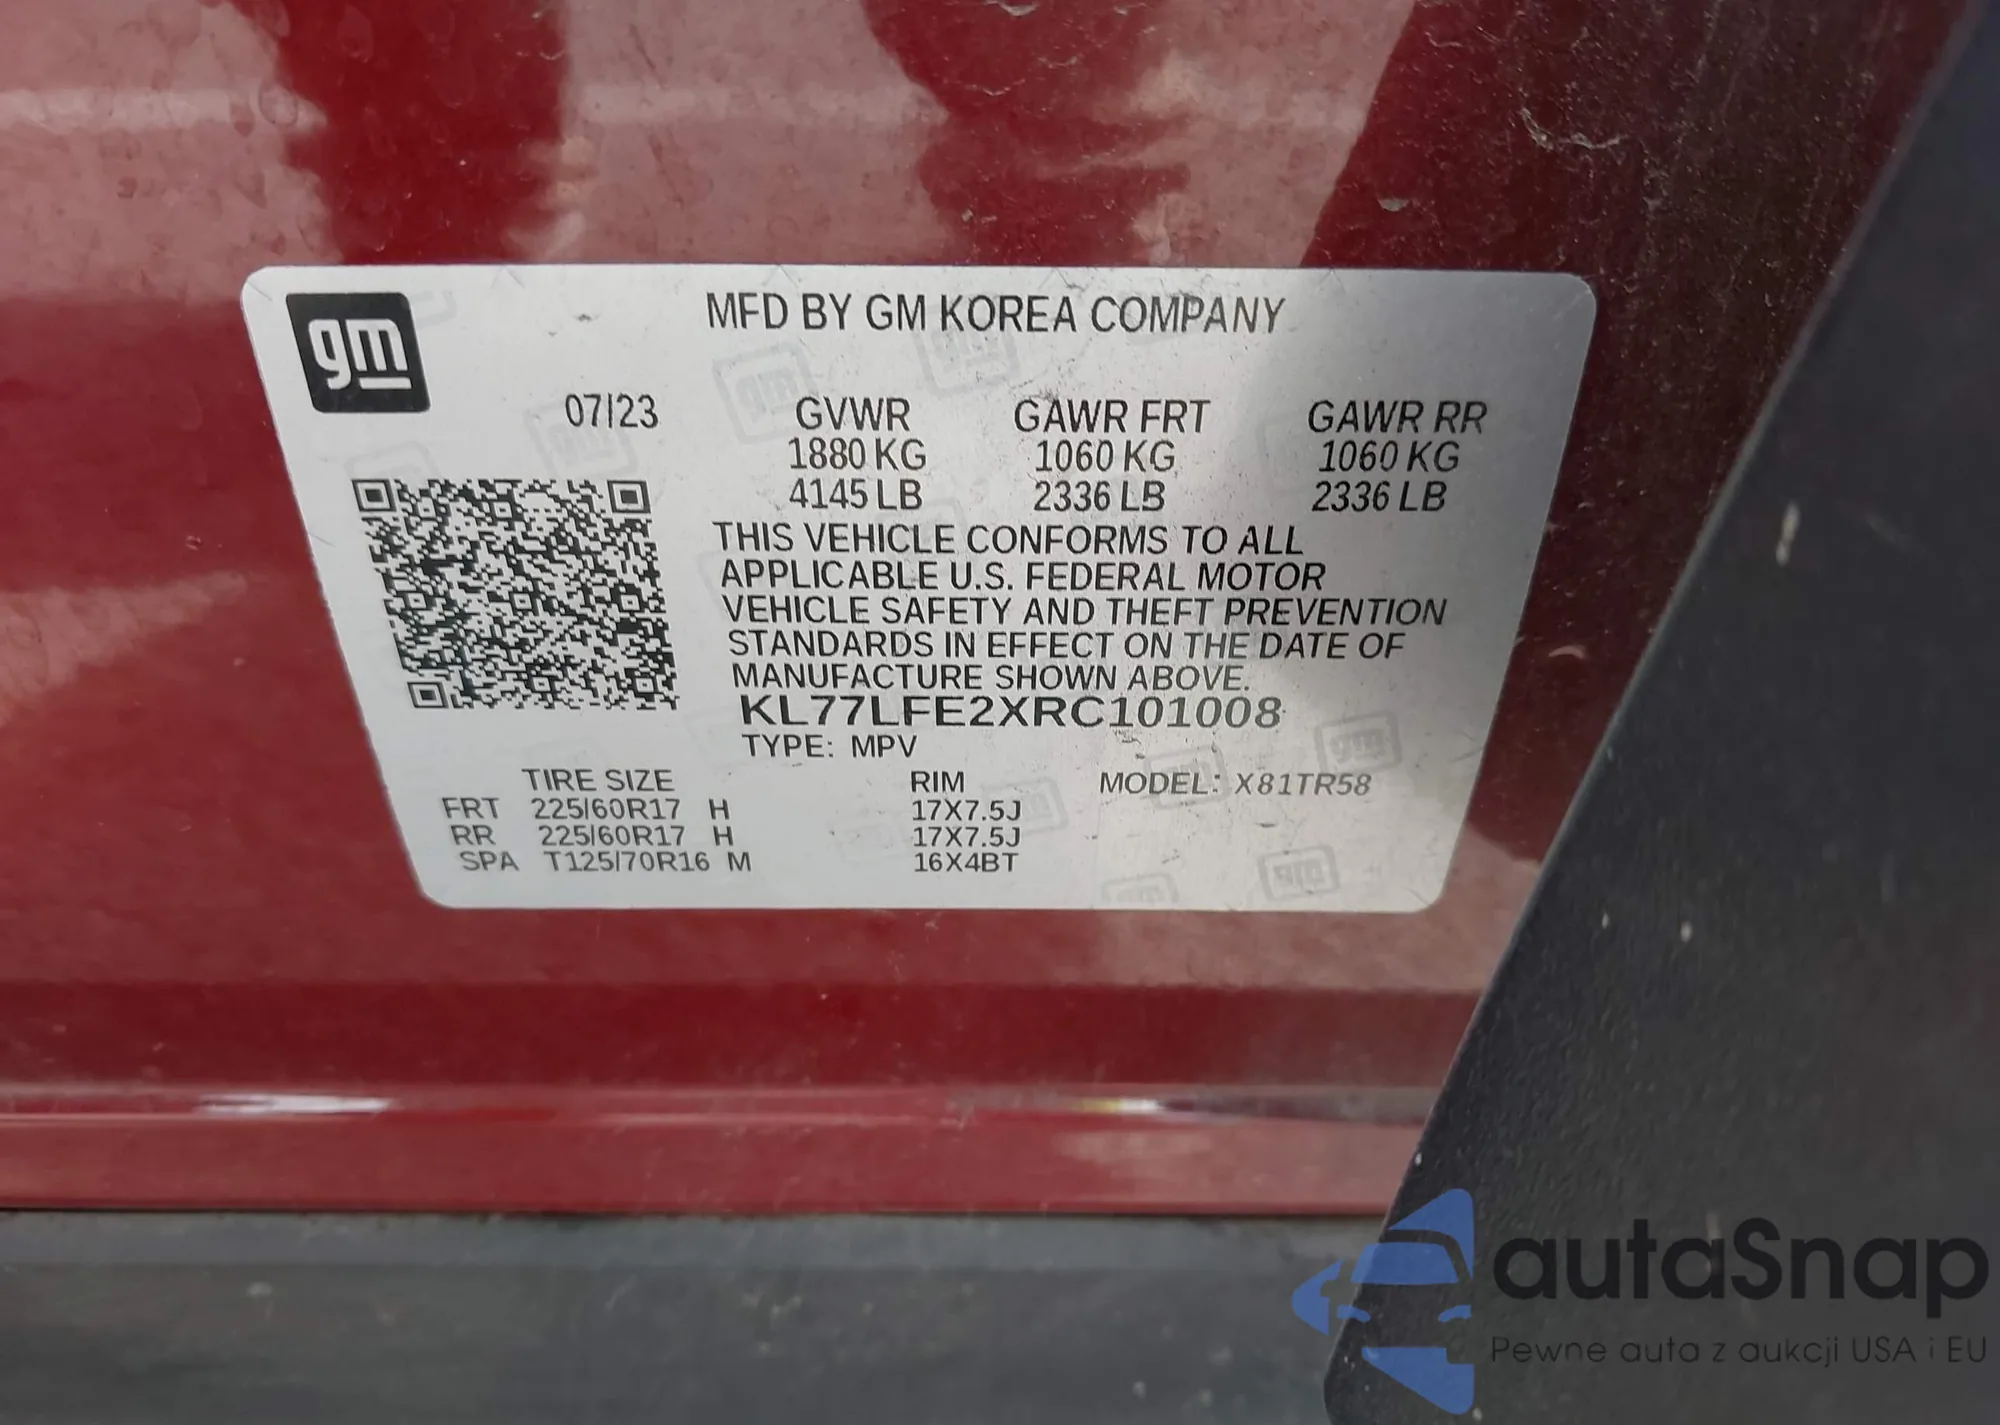 gm
MFD BY GM KOREA COMPANY
07/23 GVWR GAWR FRT GAWR RR
1880 KG 1060 KG 1060 KG
4145 LB 2336 LB 2336 LB
THIS VEHICLE CONFORMS TO ALL
APPLICABLE U.S. FEDERAL MOTOR
VEHICLE SAFETY AND THEFT PREVENTION
STANDARDS IN EFFECT ON THE DATE OF
MANUFACTURE SHOWN ABOVE.
KL77LFE2XRC101008
TYPE: MPV
TIRE SIZE RIM MODEL: X81TR58
FRT 225/60R17 H 17X7.5J
RR 225/60R17 H 17X7.5J
SPA T125/70R16 M 16X4BT
autaSnap
Pewne auta z aukcji USA i EU